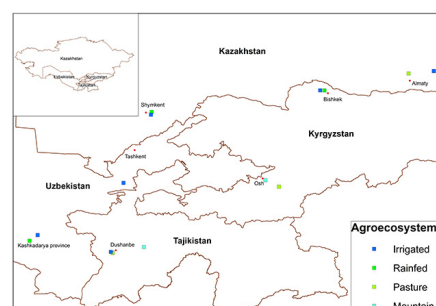 Kazakhstan
Kazakhstan
Uzbekistan
Kyrgyzstan
Tajikistan
Almaty
Bishkek
Shymkent
Kyrgyzstan
Tashkent
Osh
Uzbekistan
Tajikistan
Dushanbe
Kashkadarya province
Agroecosystem
Irrigated
Rainfed
Pasture
Mountain